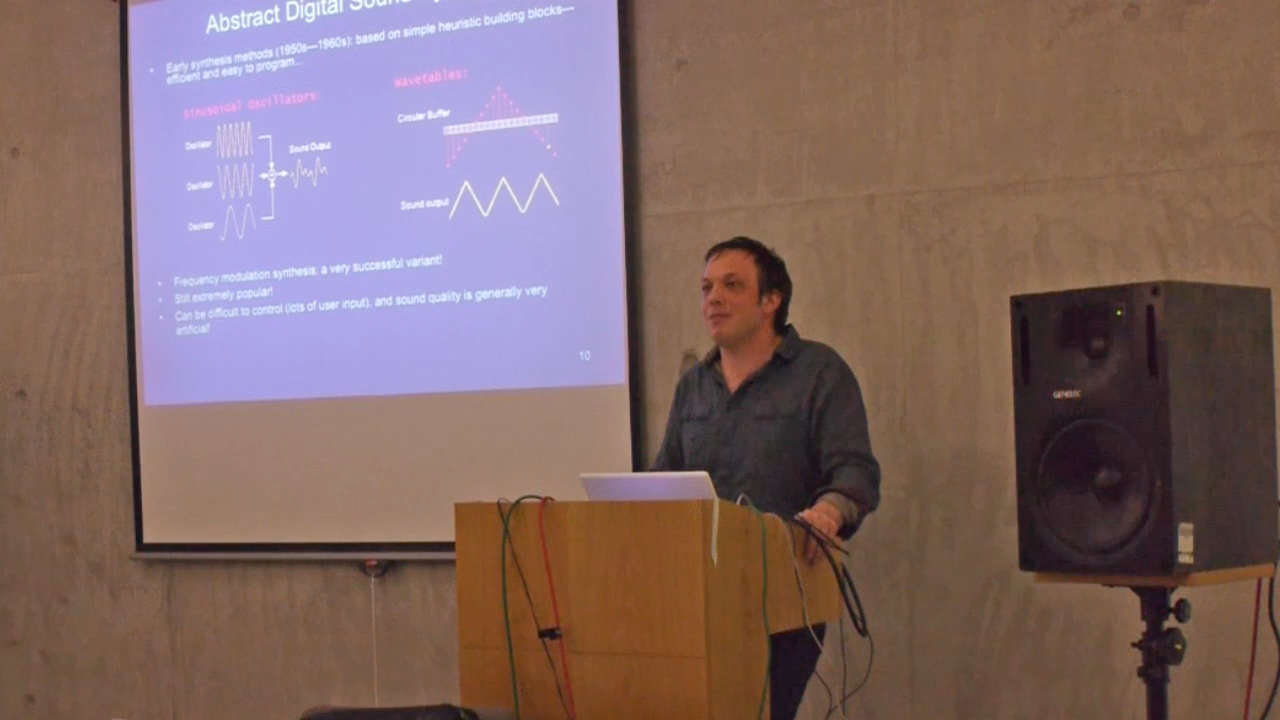 Abstract Digital Sound
• Early synthesis methods (1950s—1960s): based on simple heuristic building blocks—
efficient and easy to program...
Sinusoidal Oscillators:
Wavetables:
Oscillator
Oscillator
Oscillator
Sound Output
Circular Buffer
Sound output
• Frequency modulation synthesis: a very successful variant!
• Still extremely popular!
• Can be difficult to control (lots of user input), and sound quality is generally very
artificial!
10
GENELEC